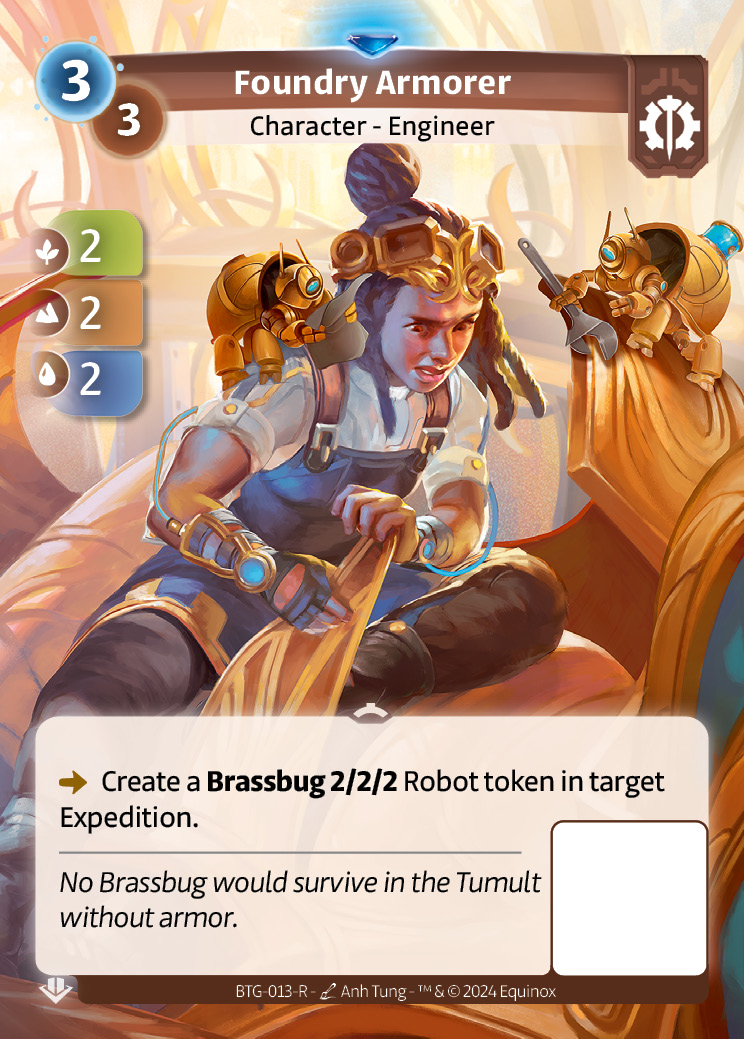 3
Foundry Armorer
3
Character - Engineer
2
2
2
Create a Brassbug 2/2/2 Robot token in target
Expedition.
No Brassbug would survive in the Tumult
without armor.
BTG-013-R - Anh Tung - ™ & © 2024 Equinox